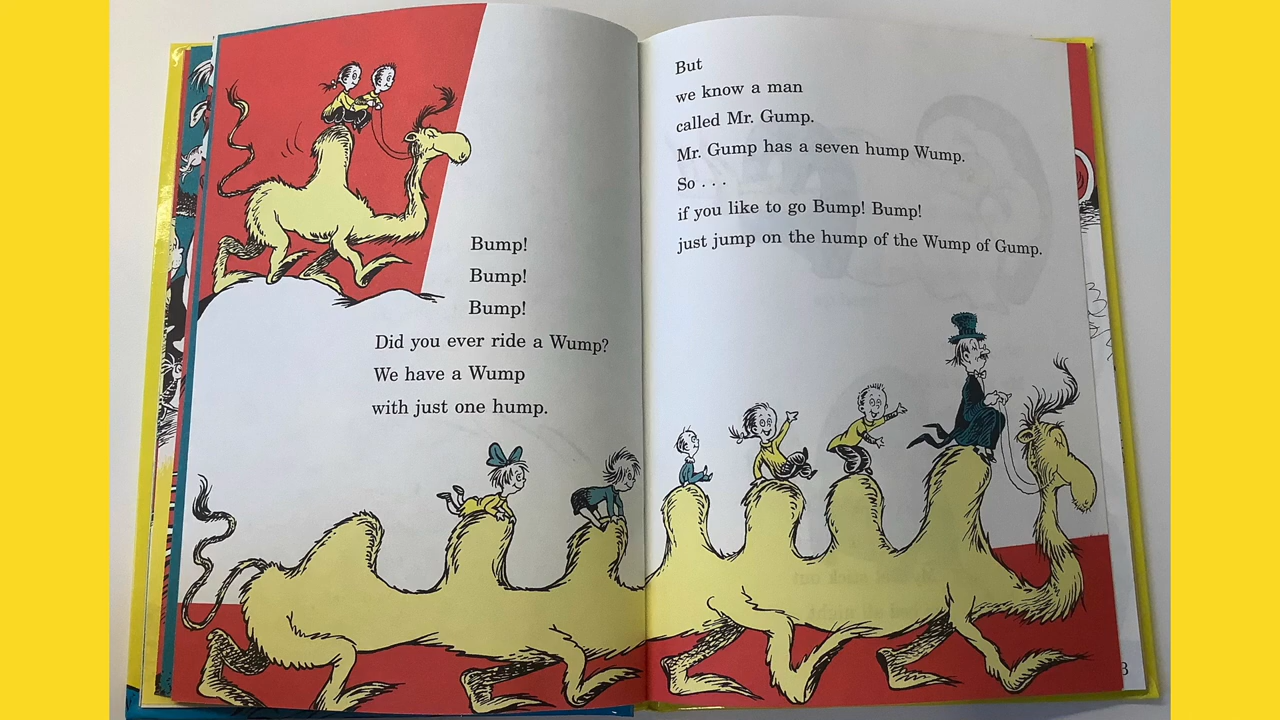 Bump!
Bump!
Bump!
Did you ever ride a Wump?
We have a Wump
with just one hump.
But
we know a man
called Mr. Gump.
Mr. Gump has a seven hump Wump.
So . . .
if you like to go Bump! Bump!
just jump on the hump of the Wump of Gump.
3